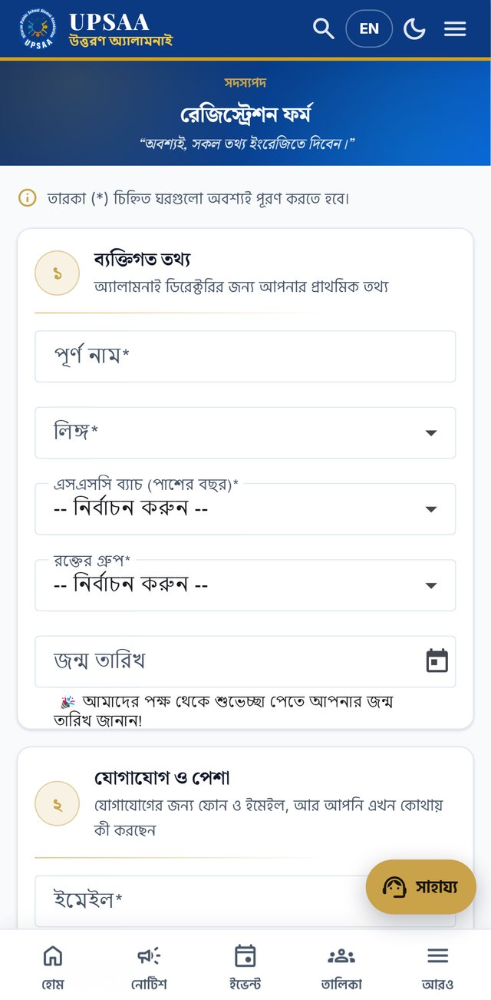 UPSAA
উত্তরণ অ্যালামনাই
EN
সদস্যপদ
রেজিস্ট্রেশন ফর্ম
“অবশ্যই, সকল তথ্য ইংরেজিতে দিবেন।”
তারকা (*) চিহ্নিত ঘরগুলো অবশ্যই পূরণ করতে হবে।
১
ব্যক্তিগত তথ্য
অ্যালামনাই ডিরেক্টরির জন্য আপনার প্রাথমিক তথ্য
পূর্ণ নাম*
লিঙ্গ*
এসএসসি ব্যাচ (পাশের বছর)*
-- নির্বাচন করুন --
রক্তের গ্রুপ*
-- নির্বাচন করুন --
জন্ম তারিখ
🎉 আমাদের পক্ষ থেকে শুভেচ্ছা পেতে আপনার জন্ম
তারিখ জানান!
২
যোগাযোগ ও পেশা
যোগাযোগের জন্য ফোন ও ইমেইল, আর আপনি এখন কোথায়
কী করছেন
ইমেইল*
সাহায্য
হোম
নোটিশ
ইভেন্ট
তালিকা
আরও